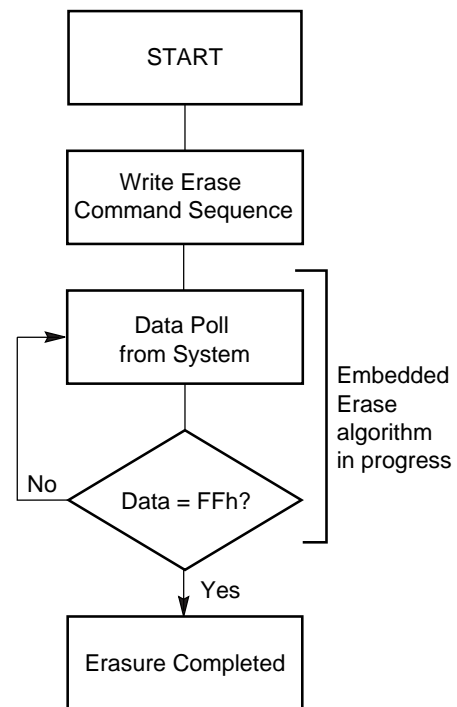 START
Write Erase
Command Sequence
Data Poll
from System
Embedded
Erase
algorithm
in progress
No
Data = FFh?
Yes
Erasure Completed